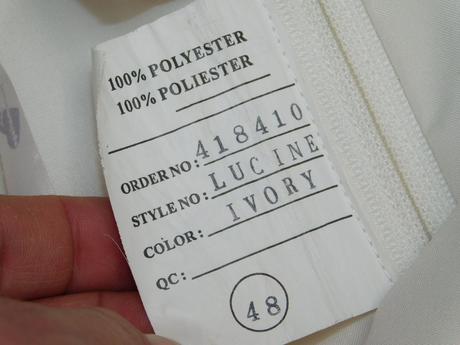 100% POLYESTER
100% POLIESTER
ORDER NO: 418410
STYLE NO: LUCINE
COLOR: IVORY
QC:
48